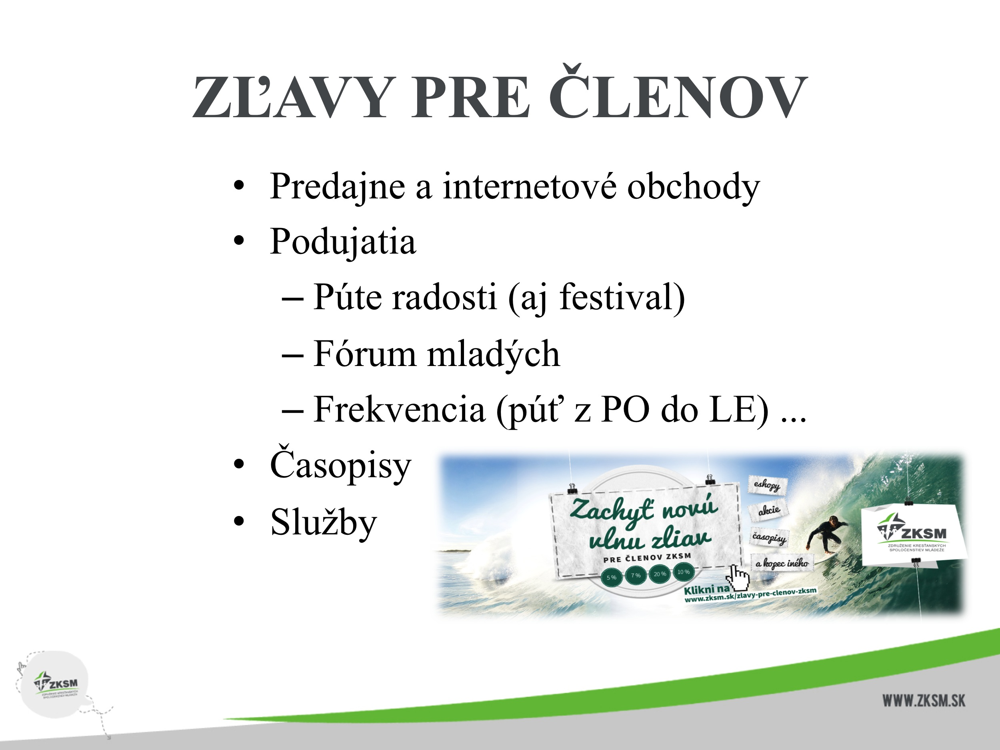 ZĽAVY PRE ČLENOV
• Predajne a internetové obchody
• Podujatia
– Púte radosti (aj festival)
– Fórum mladých
– Frekvencia (púť z PO do LE) ...
• Časopisy
• Služby
Zachyť novú
vlnu zliav
PRE ČLENOV ZKSM
5 % 7 % 20 % 10 %
Klikni na
www.zksm.sk/zlavy-pre-clenov-zksm
eshopy
akcie
časopisy
a kopec iného
ZKSM
ZDRUŽENIE KRESŤANSKÝCH
SPOLOČENSTIEV MLÁDEŽE
ZKSM
ZDRUŽENIE KRESŤANSKÝCH
SPOLOČENSTIEV MLÁDEŽE
WWW.ZKSM.SK